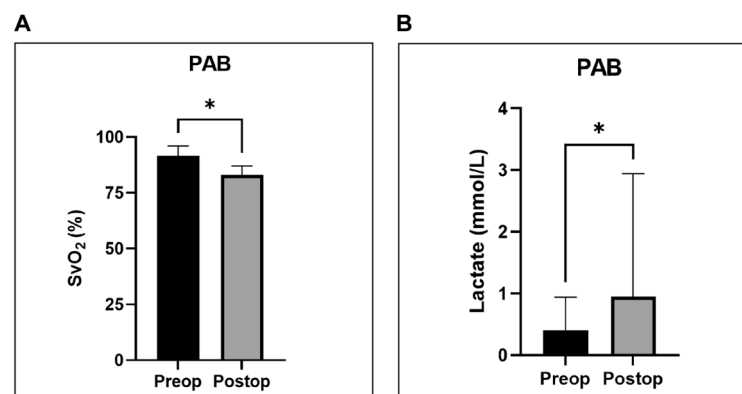 A
PAB
*
100
75
50
25
0
SvO₂ (%)
Preop Postop
B
PAB
*
4
3
2
1
0
Lactate (mmol/L)
Preop Postop